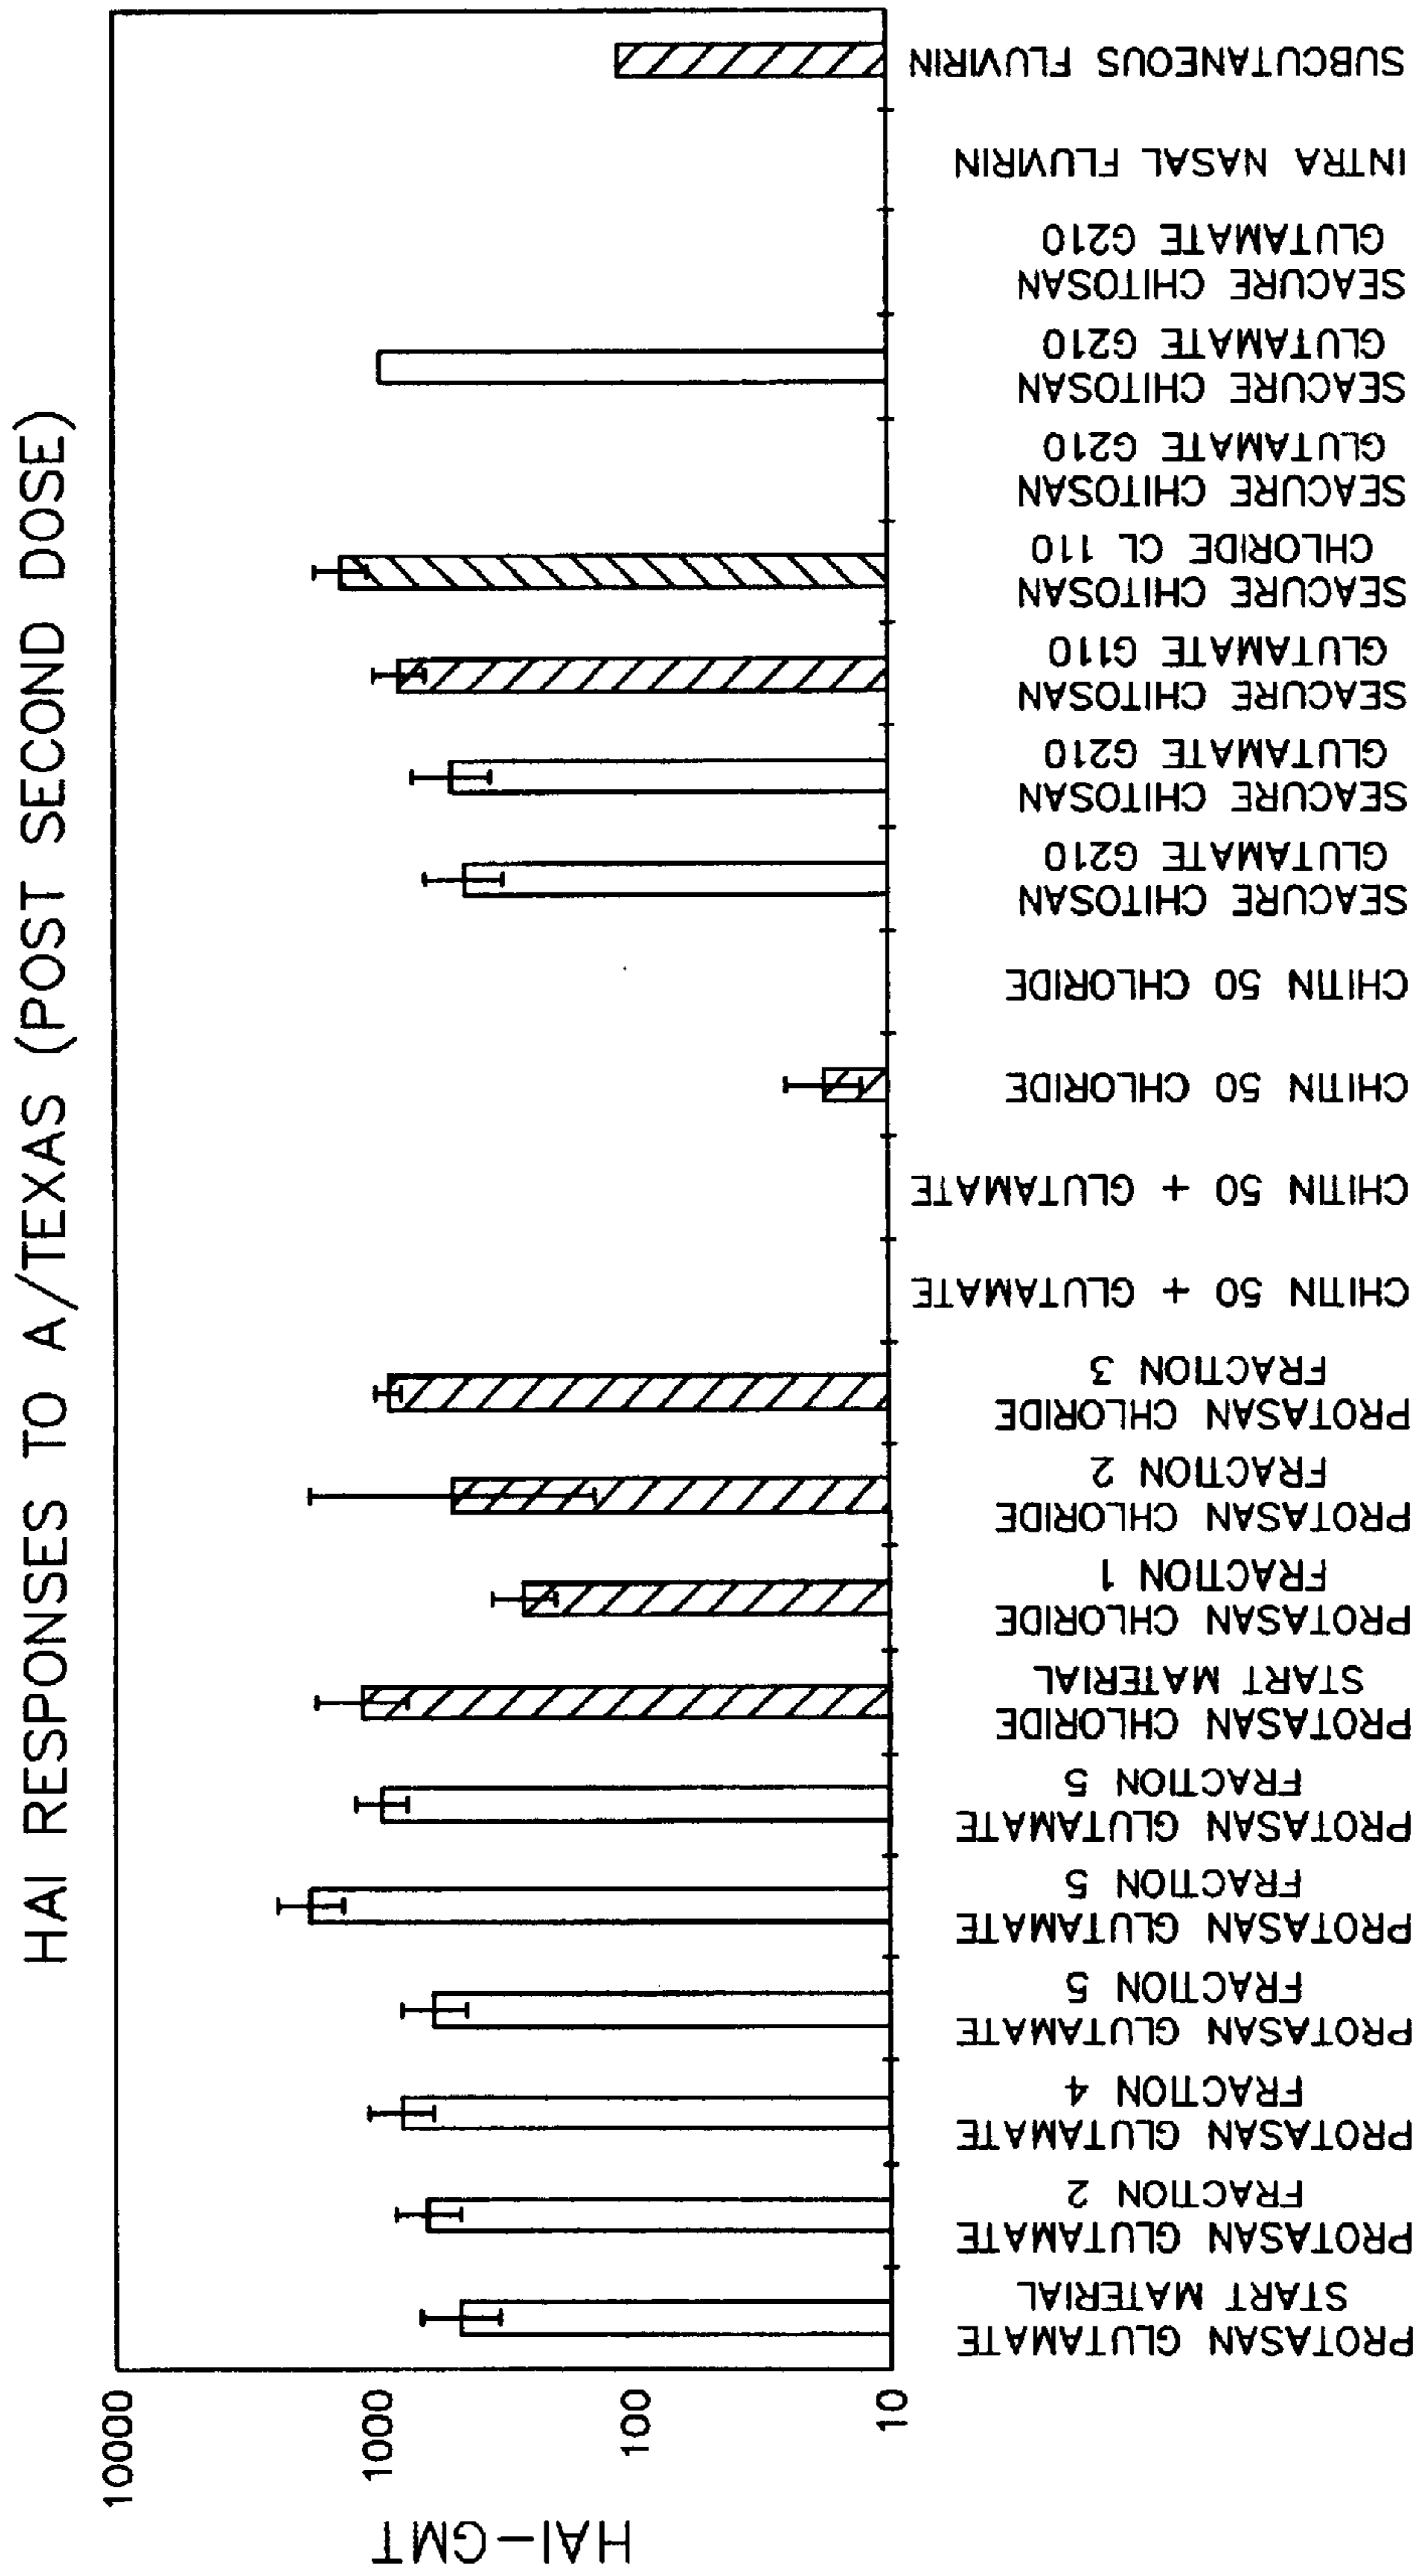 HAI RESPONSES TO A/TEXAS (POST SECOND DOSE)
HAI-GMT
10000
1000
100
10
PROTASAN GLUTAMATE
START MATERIAL
PROTASAN GLUTAMATE
FRACTION 2
PROTASAN GLUTAMATE
FRACTION 4
PROTASAN GLUTAMATE
FRACTION 5
PROTASAN GLUTAMATE
FRACTION 5
PROTASAN GLUTAMATE
FRACTION 5
PROTASAN CHLORIDE
START MATERIAL
PROTASAN CHLORIDE
FRACTION 1
PROTASAN CHLORIDE
FRACTION 2
PROTASAN CHLORIDE
FRACTION 3
CHITIN 50 + GLUTAMATE
CHITIN 50 + GLUTAMATE
CHITIN 50 CHLORIDE
CHITIN 50 CHLORIDE
SEACURE CHITOSAN
GLUTAMATE G210
SEACURE CHITOSAN
GLUTAMATE G210
SEACURE CHITOSAN
GLUTAMATE G110
SEACURE CHITOSAN
CHLORIDE CL 110
SEACURE CHITOSAN
GLUTAMATE G210
SEACURE CHITOSAN
GLUTAMATE G210
SEACURE CHITOSAN
GLUTAMATE G210
INTRA NASAL FLUVIRIN
SUBCUTANEOUS FLUVIRIN